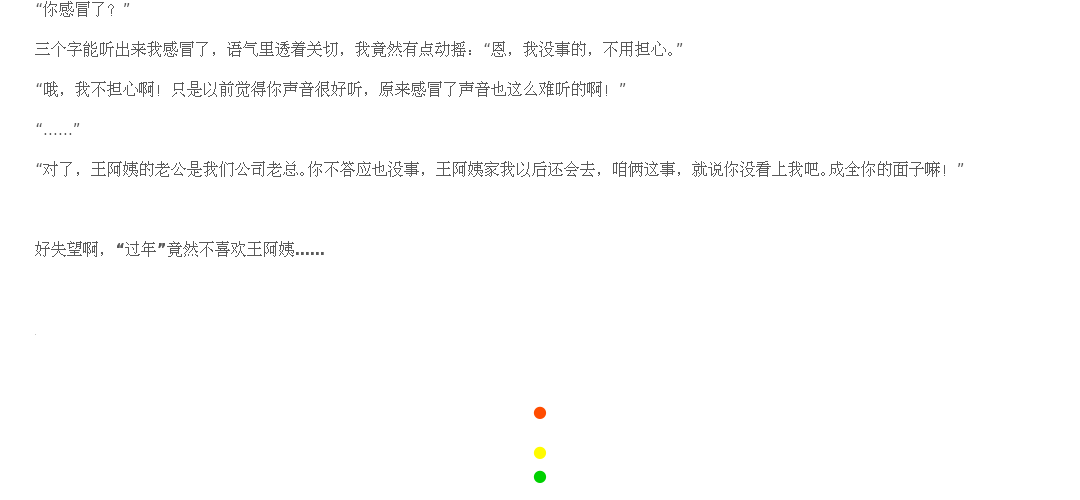 “你感冒了？”
三个字能听出来我感冒了，语气里透着关切，我竟然有点动摇：“恩，我没事的，不用担心。”
“哦，我不担心啊！只是以前觉得你声音很好听，原来感冒了声音也这么难听的啊！”
“……”
“对了，王阿姨的老公是我们公司老总。你不答应也没事，王阿姨家我以后还会去，咱俩这事，就说你没看上我吧。成全你的面子嘛！”
好失望啊，“过年”竟然不喜欢王阿姨……